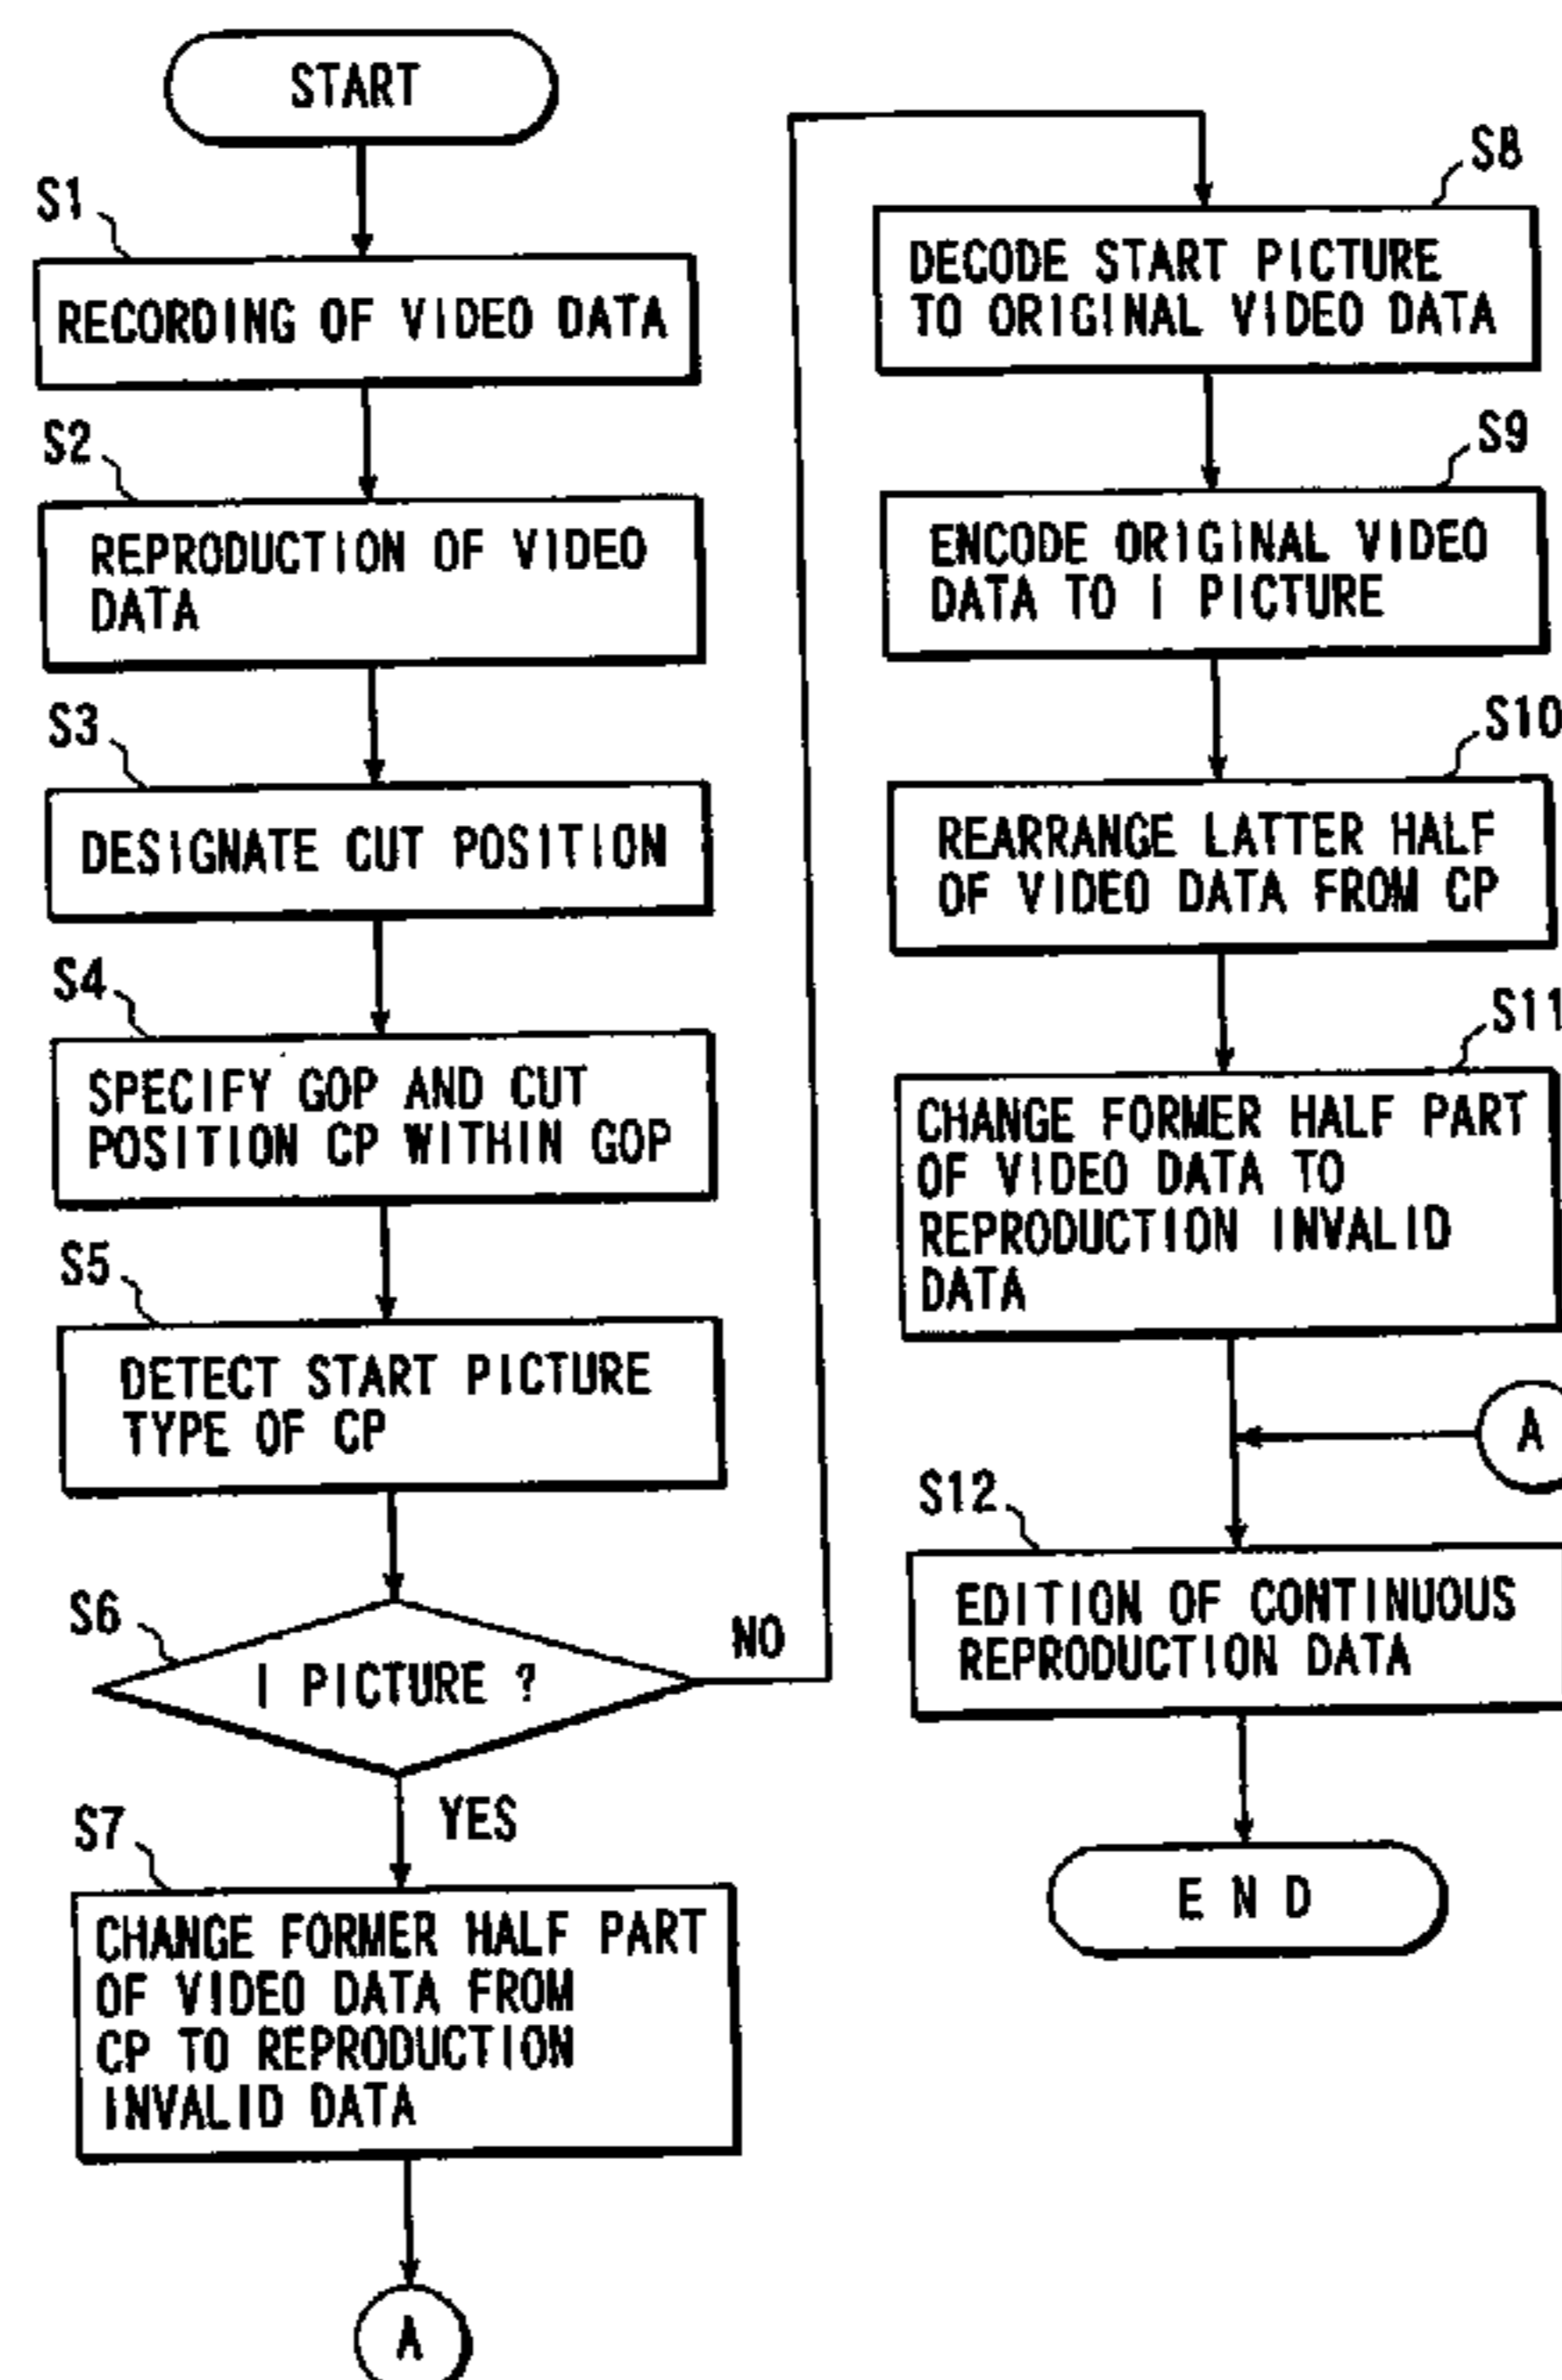 START
S1
RECORDING OF VIDEO DATA
S2
REPRODUCTION OF VIDEO
DATA
S3
DESIGNATE CUT POSITION
S4
SPECIFY GOP AND CUT
POSITION CP WITHIN GOP
S5
DETECT START PICTURE
TYPE OF CP
S6
I PICTURE ?
NO
YES
S7
CHANGE FORMER HALF PART
OF VIDEO DATA FROM
CP TO REPRODUCTION
INVALID DATA
A
S8
DECODE START PICTURE
TO ORIGINAL VIDEO DATA
S9
ENCODE ORIGINAL VIDEO
DATA TO I PICTURE
S10
REARRANGE LATTER HALF
OF VIDEO DATA FROM CP
S11
CHANGE FORMER HALF PART
OF VIDEO DATA TO
REPRODUCTION INVALID
DATA
A
S12
EDITION OF CONTINUOUS
REPRODUCTION DATA
END